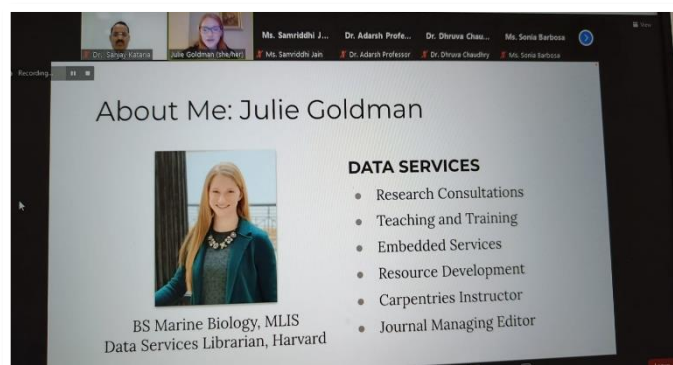 Ms. Samriddhi J... Dr. Adarsh Profe... Dr. Dhruva Chau... Ms. Sonia Barbosa
View
Dr. Sanjay Kataria Julie Goldman (she/her) Ms. Samriddhi Jain Dr. Adarsh Professor Dr. Dhruva Chaudhry Ms. Sonia Barbosa
Recording...
About Me: Julie Goldman
DATA SERVICES
Research Consultations
Teaching and Training
Embedded Services
Resource Development
Carpentries Instructor
Journal Managing Editor
BS Marine Biology, MLIS
Data Services Librarian, Harvard